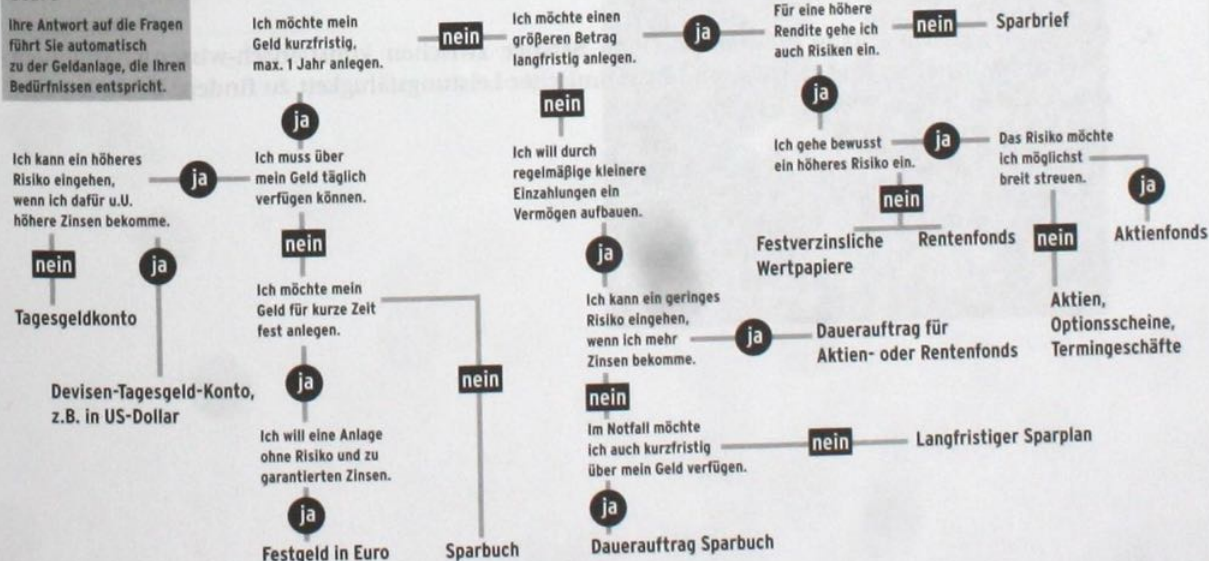 Ihre Antwort auf die Fragen
führt Sie automatisch
zu der Geldanlage, die Ihren
Bedürfnissen entspricht.
Ich möchte mein
Geld kurzfristig,
max. 1 Jahr anlegen.
nein
Ich möchte einen
größeren Betrag
langfristig anlegen.
ja
Für eine höhere
Rendite gehe ich
auch Risiken ein.
nein
Sparbrief
ja
nein
ja
Ich kann ein höheres
Risiko eingehen,
wenn ich dafür u.U.
höhere Zinsen bekomme.
ja
Ich muss über
mein Geld täglich
verfügen können.
Ich will durch
regelmäßige kleinere
Einzahlungen ein
Vermögen aufbauen.
Ich gehe bewusst
ein höheres Risiko ein.
ja
Das Risiko möchte
ich möglichst
breit streuen.
ja
nein
nein
ja
nein
ja
Festverzinsliche
Wertpapiere
Rentenfonds
nein
Aktienfonds
Tagesgeldkonto
Ich möchte mein
Geld für kurze Zeit
fest anlegen.
Ich kann ein geringes
Risiko eingehen,
wenn ich mehr
Zinsen bekomme.
ja
Dauerauftrag für
Aktien- oder Rentenfonds
Aktien,
Optionsscheine,
Termingeschäfte
Devisen-Tagesgeld-Konto,
z.B. in US-Dollar
ja
nein
nein
Ich will eine Anlage
ohne Risiko und zu
garantierten Zinsen.
Im Notfall möchte
ich auch kurzfristig
über mein Geld verfügen.
nein
Langfristiger Sparplan
ja
ja
Festgeld in Euro
Sparbuch
Dauerauftrag Sparbuch